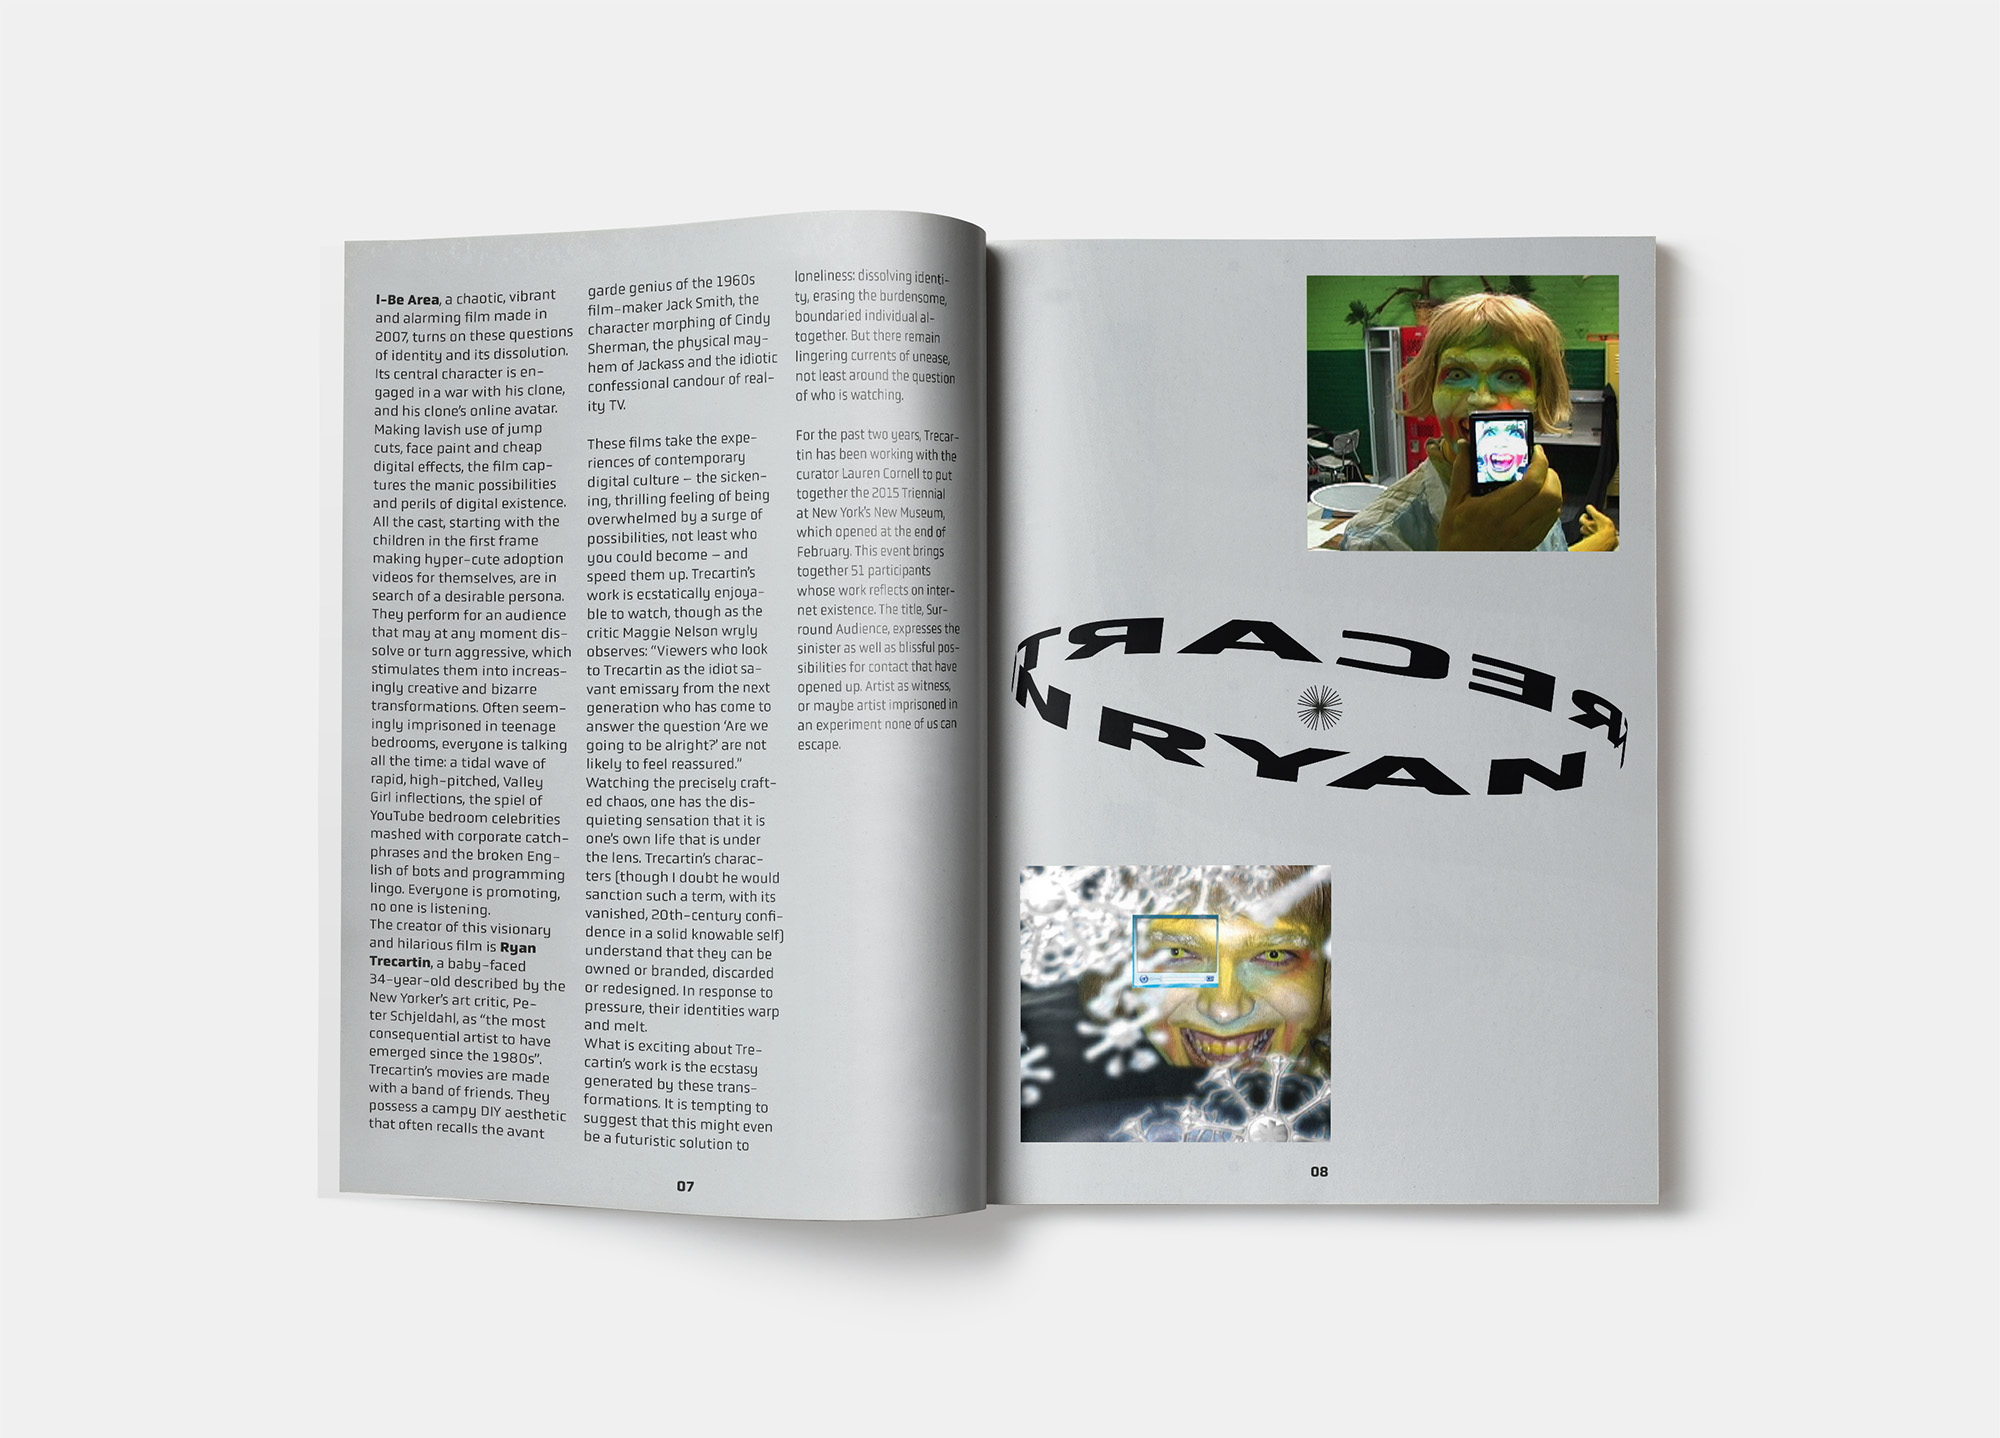 I-Be Area, a chaotic, vibrant
and alarming film made in
2007, turns on these questions
of identity and its dissolution.
Its central character is en-
gaged in a war with his clone,
and his clone's online avatar.
Making lavish use of jump
cuts, face paint and cheap
digital effects, the film cap-
tures the manic possibilities
and perils of digital existence.
All the cast, starting with the
children in the first frame
making hyper-cute adoption
videos for themselves, are in
search of a desirable persona.
They perform for an audience
that may at any moment dis-
solve or turn aggressive, which
stimulates them into increas-
ingly creative and bizarre
transformations. Often seem-
ingly imprisoned in teenage
bedrooms, everyone is talking
all the time: a tidal wave of
rapid, high-pitched, Valley
Girl inflections, the spiel of
YouTube bedroom celebrities
mashed with corporate catch-
phrases and the broken Eng-
lish of bots and programming
lingo. Everyone is promoting,
no one is listening.
The creator of this visionary
and hilarious film is Ryan
Trecartin, a baby-faced
34-year-old described by the
New Yorker's art critic, Pe-
ter Schjeldahl, as "the most
consequential artist to have
emerged since the 1980s".
Trecartin's movies are made
with a band of friends. They
possess a campy DIY aesthetic
that often recalls the avant
garde genius of the 1960s
film-maker Jack Smith, the
character morphing of Cindy
Sherman, the physical may-
hem of Jackass and the idiotic
confessional candour of real-
ity TV.
These films take the expe-
riences of contemporary
digital culture – the sicken-
ing, thrilling feeling of being
overwhelmed by a surge of
possibilities, not least who
you could become – and
speed them up. Trecartin's
work is ecstatically enjoya-
ble to watch, though as the
critic Maggie Nelson wryly
observes: "Viewers who look
to Trecartin as the idiot sa-
vant emissary from the next
generation who has come to
answer the question 'Are we
going to be alright?' are not
likely to feel reassured."
Watching the precisely craft-
ed chaos, one has the dis-
quieting sensation that it is
one's own life that is under
the lens. Trecartin's charac-
ters (though I doubt he would
sanction such a term, with its
vanished, 20th-century confi-
dence in a solid knowable self)
understand that they can be
owned or branded, discarded
or redesigned. In response to
pressure, their identities warp
and melt.
What is exciting about Tre-
cartin's work is the ecstasy
generated by these trans-
formations. It is tempting to
suggest that this might even
be a futuristic solution to
loneliness: dissolving identi-
ty, erasing the burdensome,
boundaried individual al-
together. But there remain
lingering currents of unease,
not least around the question
of who is watching.
For the past two years, Trecar-
tin has been working with the
curator Lauren Cornell to put
together the 2015 Triennial
at New York's New Museum,
which opened at the end of
February. This event brings
together 51 participants
whose work reflects on inter-
net existence. The title, Sur-
round Audience, expresses the
sinister as well as blissful pos-
sibilities for contact that have
opened up. Artist as witness,
or maybe artist imprisoned in
an experiment none of us can
escape.
07
TRECART
N RYAN
08